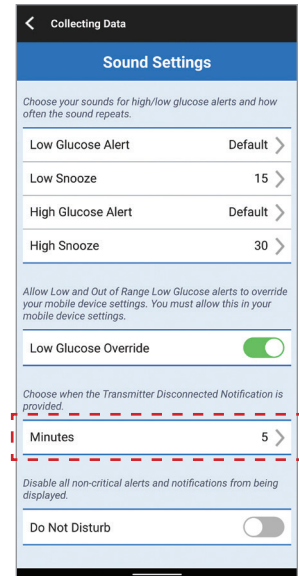 Collecting Data
Sound Settings
Choose your sounds for high/low glucose alerts and how
often the sound repeats.
Low Glucose Alert Default
Low Snooze 15
High Glucose Alert Default
High Snooze 30
Allow Low and Out of Range Low Glucose alerts to override
your mobile device settings. You must allow this in your
mobile device settings.
Low Glucose Override
Choose when the Transmitter Disconnected Notification is
provided.
Minutes 5
Disable all non-critical alerts and notifications from being
displayed.
Do Not Disturb